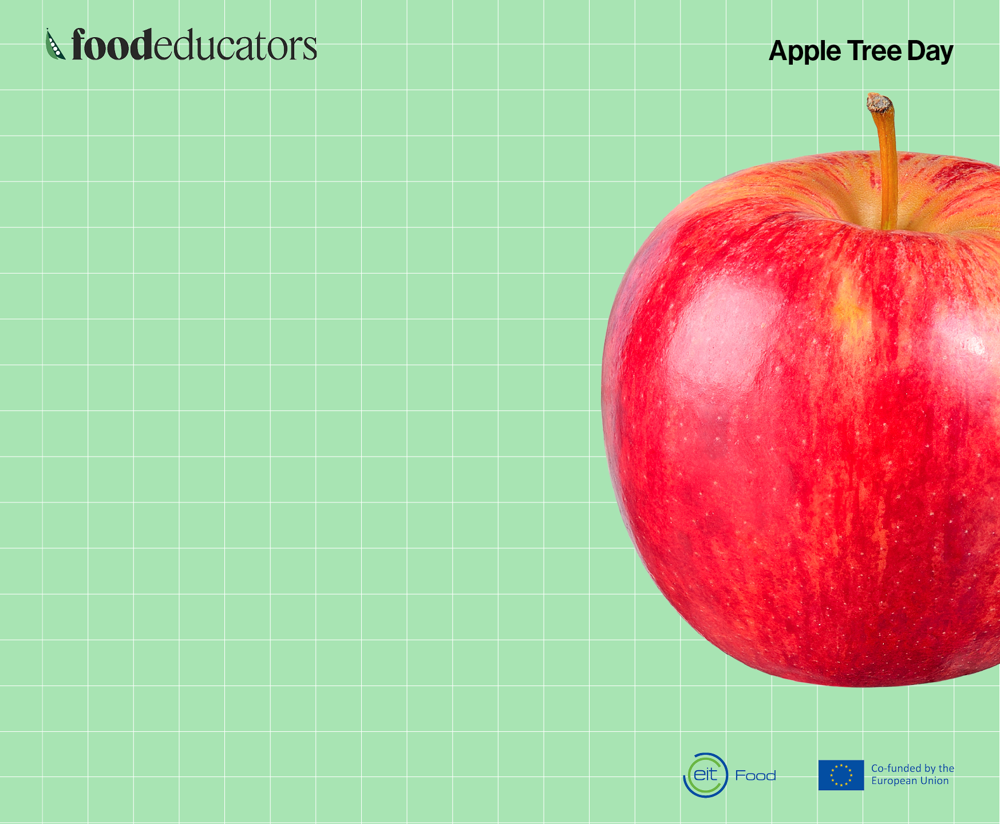 foodeducators
Apple Tree Day
eit Food
Co-funded by the
European Union